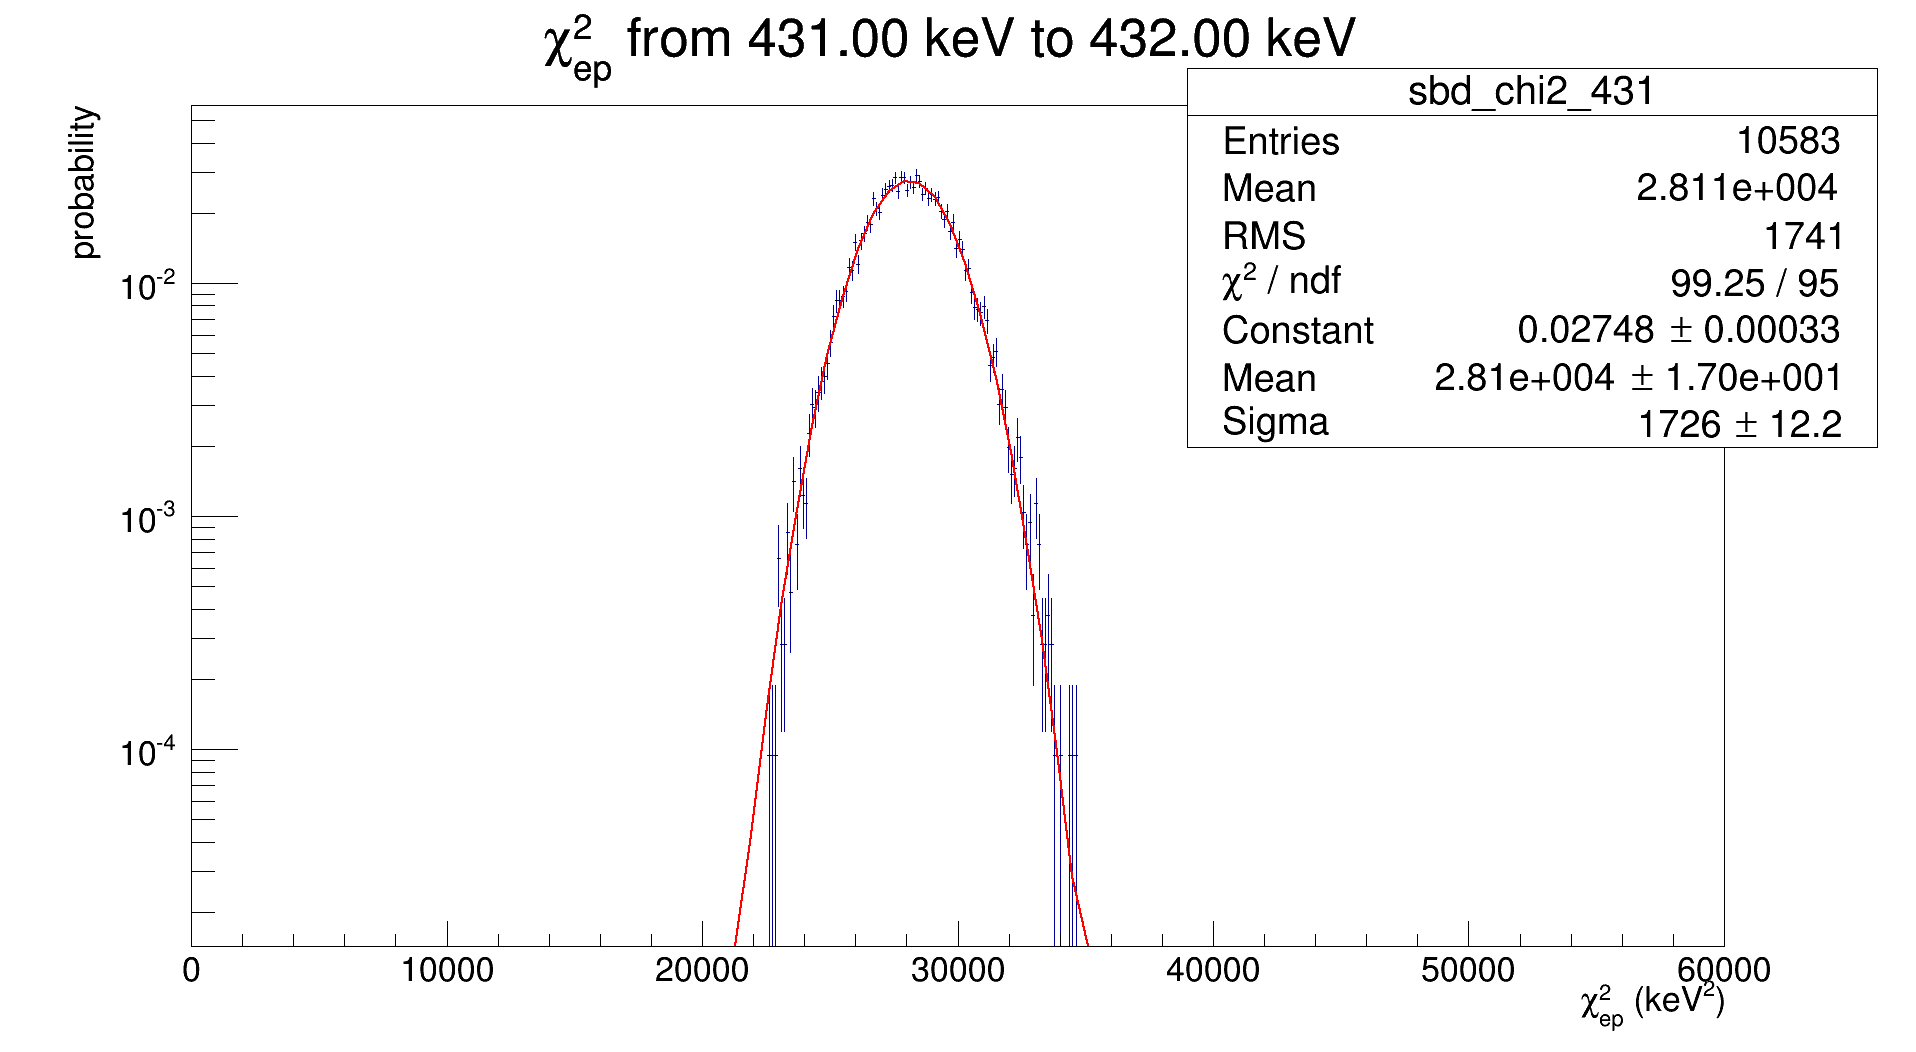 χ²ep from 431.00 keV to 432.00 keV
sbd_chi2_431
Entries 10583
Mean 2.811e+004
RMS 1741
χ² / ndf 99.25 / 95
Constant 0.02748 ± 0.00033
Mean 2.81e+004 ± 1.70e+001
Sigma 1726 ± 12.2
probability
10⁻²
10⁻³
10⁻⁴
0 10000 20000 30000 40000 50000 60000
χ²ep (keV²)